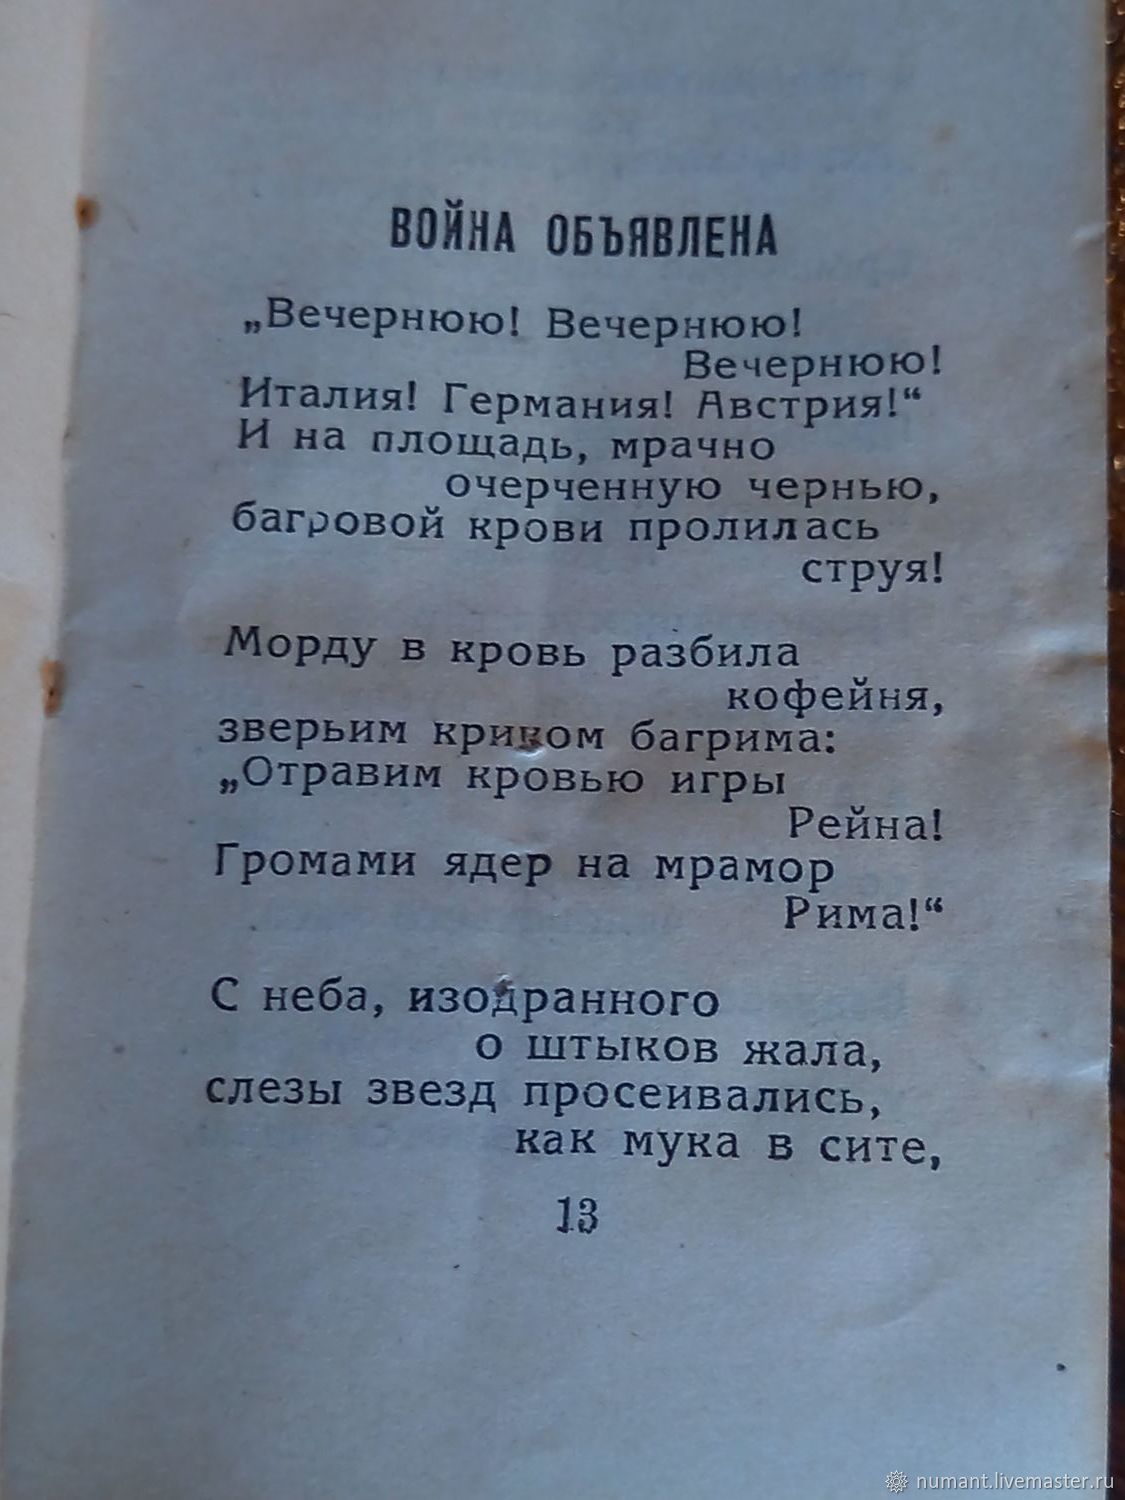 ВОЙНА ОБЪЯВЛЕНА
„Вечернюю! Вечернюю!
Вечернюю!
Италия! Германия! Австрия!“
И на площадь, мрачно
очерченную чернью,
багровой крови пролилась
струя!
Морду в кровь разбила
кофейня,
зверьим криком багрима:
„Отравим кровью игры
Рейна!
Громами ядер на мрамор
Рима!“
С неба, изодранного
о штыков жала,
слезы звезд просеивались,
как мука в сите,
13
numant.livemaster.ru